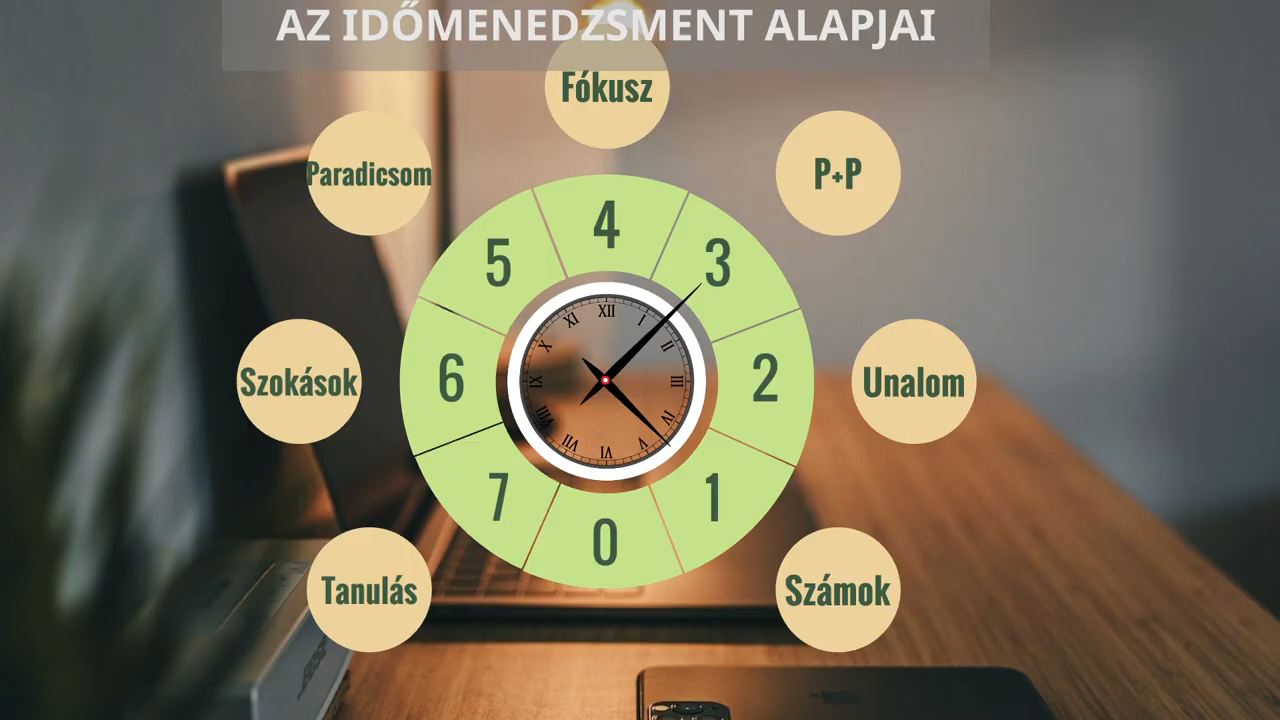 AZ IDŐMENEDZSMENT ALAPJAI
Fókusz
Paradicsom
P+P
4
5
3
XII
XI
I
X
II
Szokások
6
IX
III
2
Unalom
VIII
IV
VII
V
VI
7
1
0
Tanulás
Számok